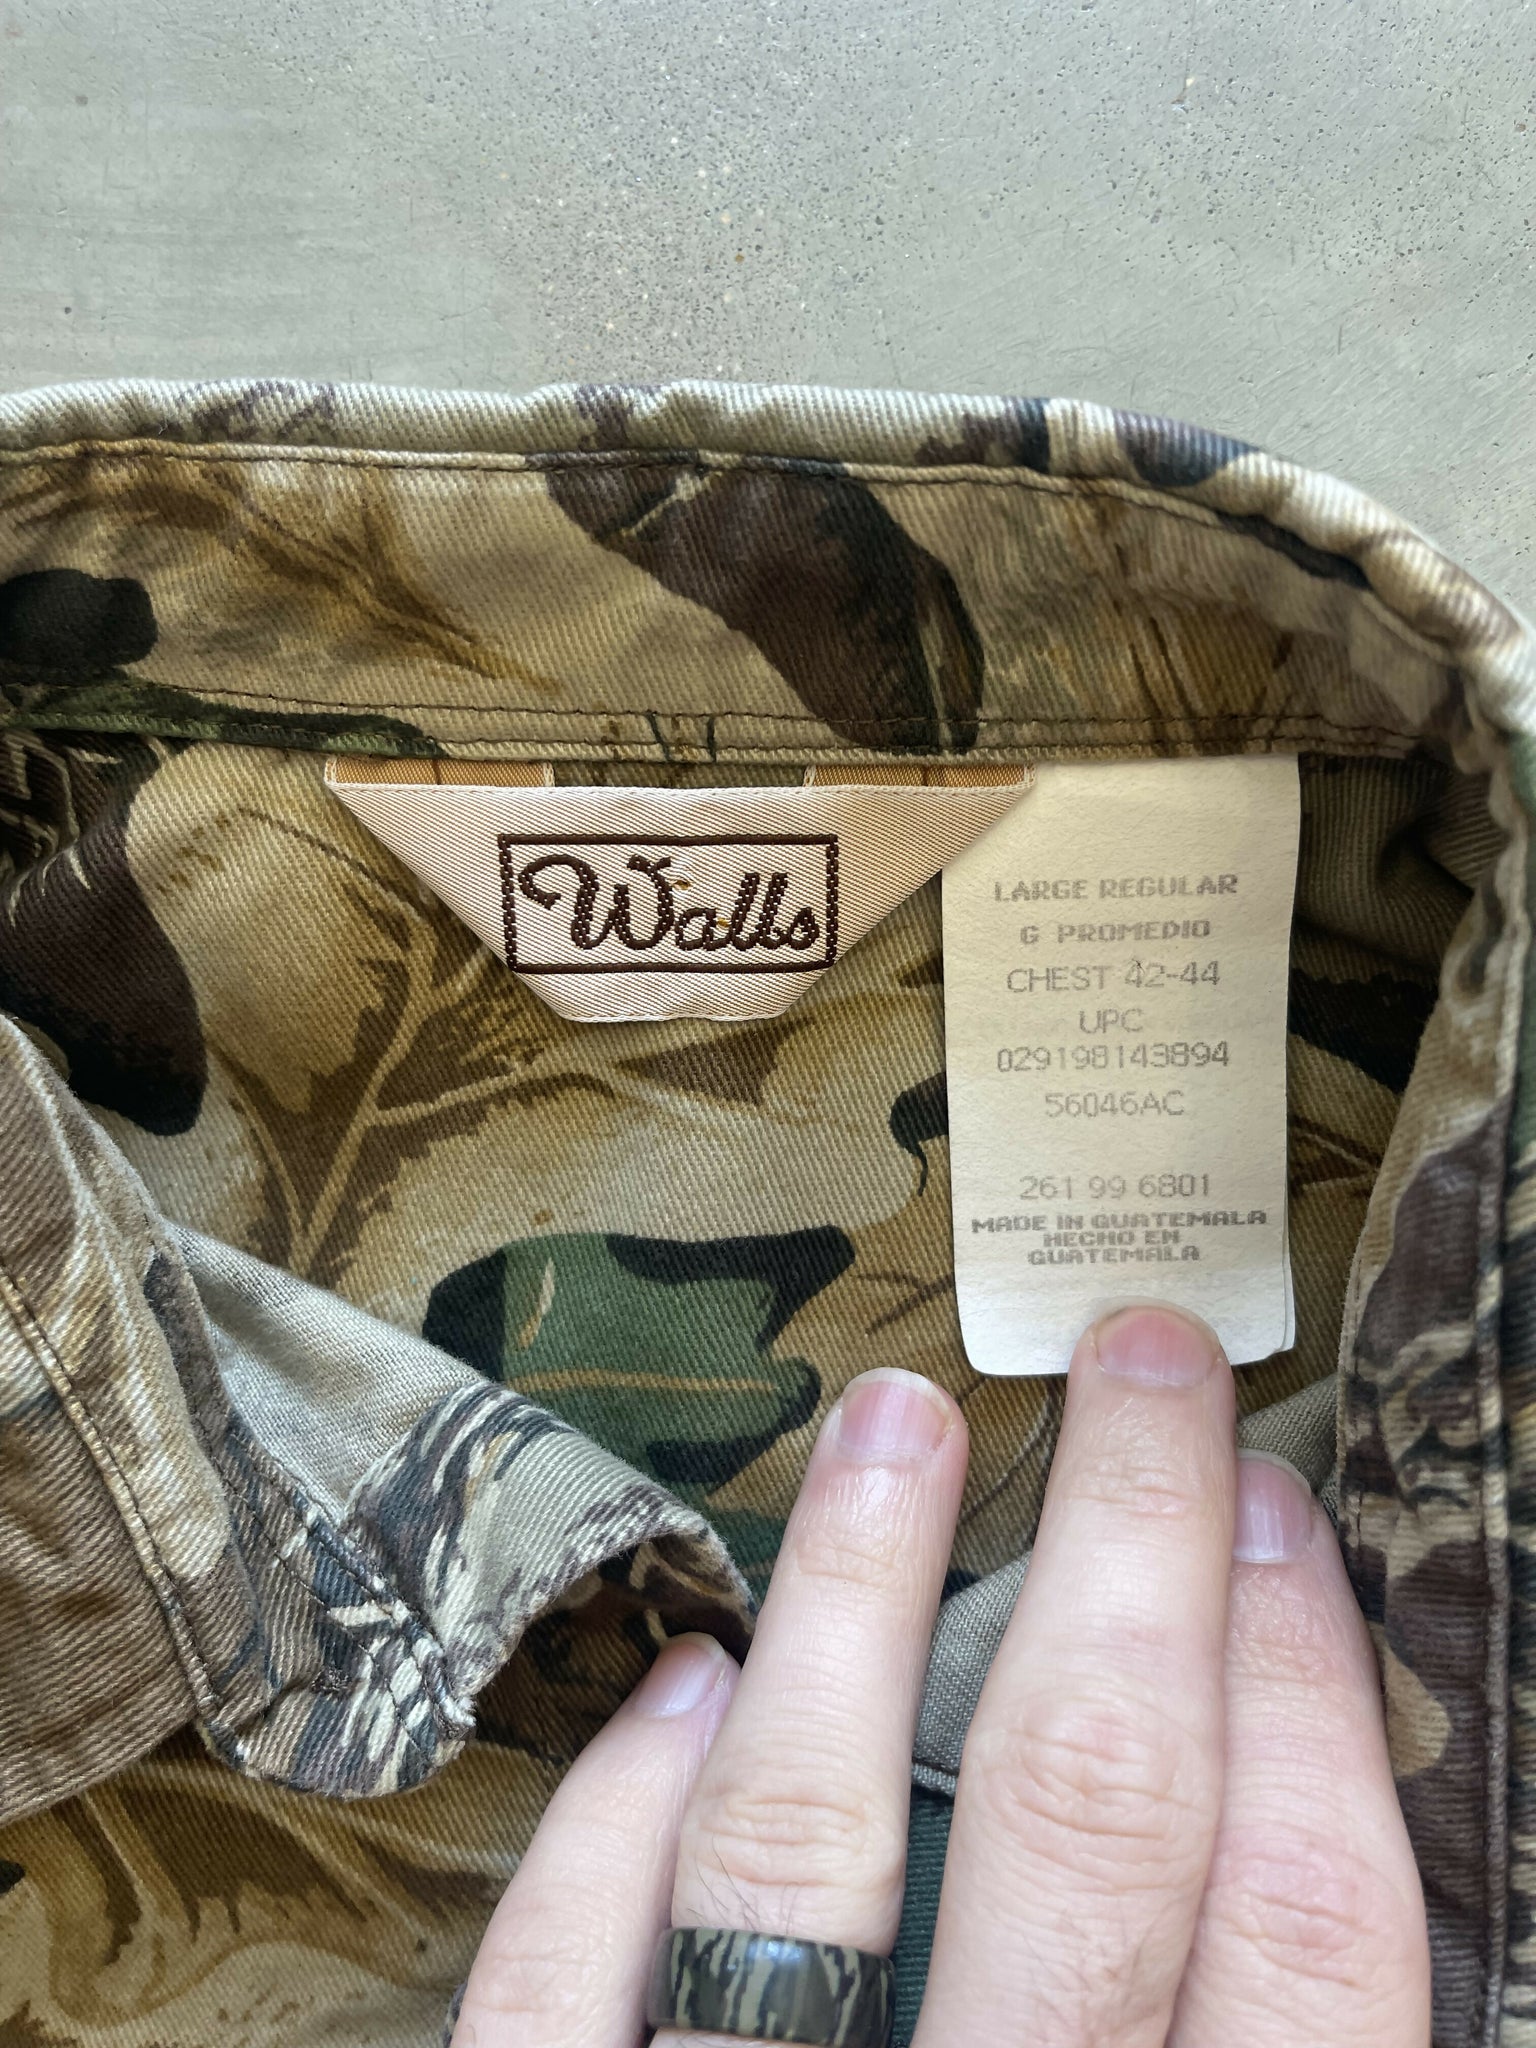 Walls
LARGE REGULAR
G PROMEDIO
CHEST 42-44
UPC
029198143894
56046AC
261 99 6801
MADE IN GUATEMALA
HECHO EN
GUATEMALA